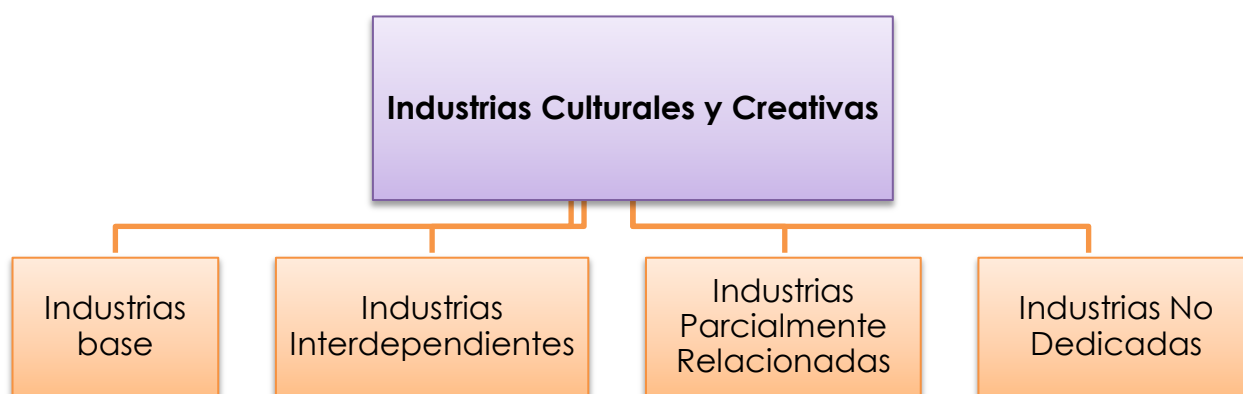 Industrias Culturales y Creativas
Industrias
base
Industrias
Interdependientes
Industrias
Parcialmente
Relacionadas
Industrias No
Dedicadas